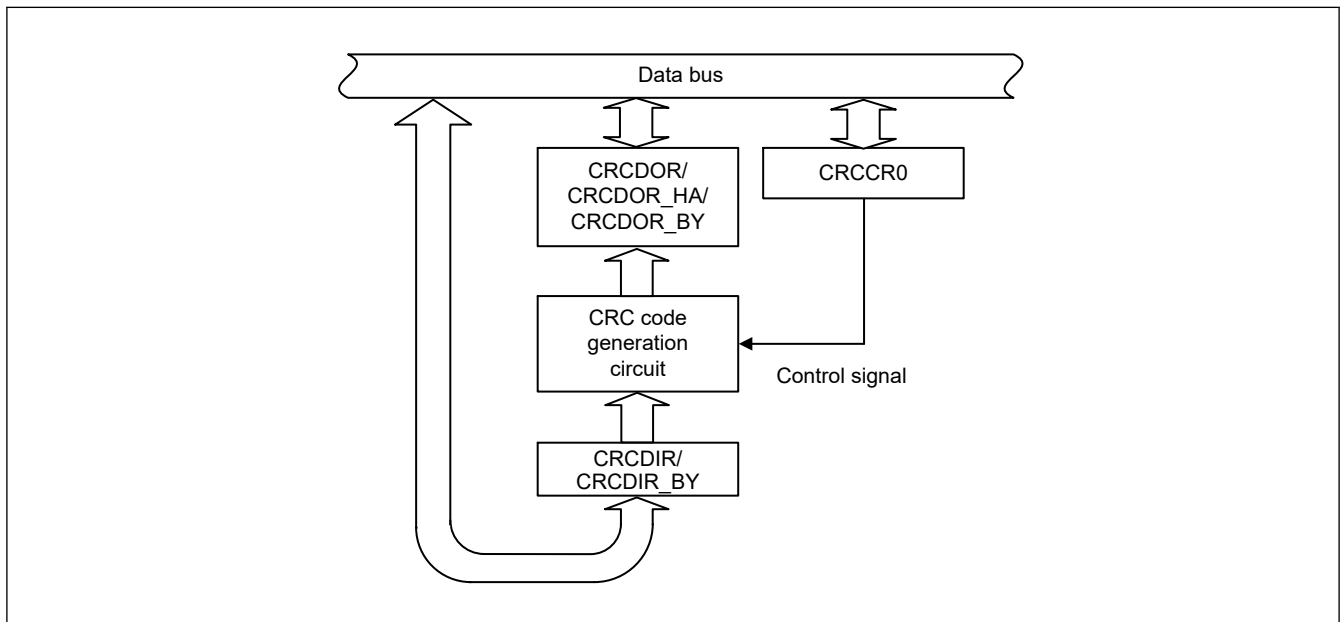 Data bus
CRCDOR/
CRCDOR_HA/
CRCDOR_BY
CRCCR0
CRC code
generation
circuit
Control signal
CRCDIR/
CRCDIR_BY